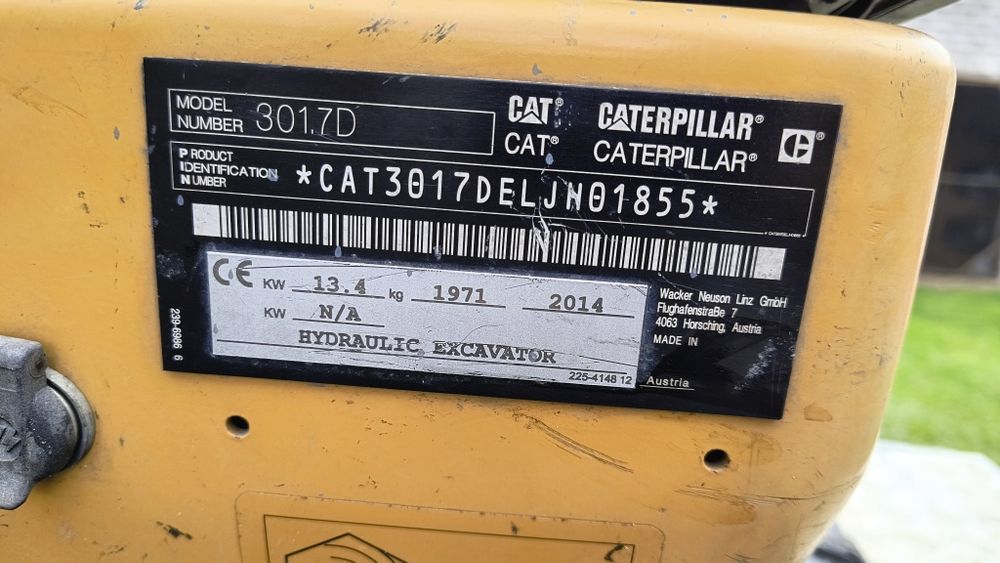 MODEL NUMBER 301.7D
CAT® CATERPILLAR®
CAT® CATERPILLAR®
PRODUCT IDENTIFICATION NUMBER *CAT3017DELJN01855*
CE KW 13.4 kg 1971 2014
KW N/A
HYDRAULIC EXCAVATOR
225-4148 12
Wacker Neuson Linz GmbH
Flughafenstraße 7
4063 Horsching, Austria
MADE IN
Austria
239-6986 6